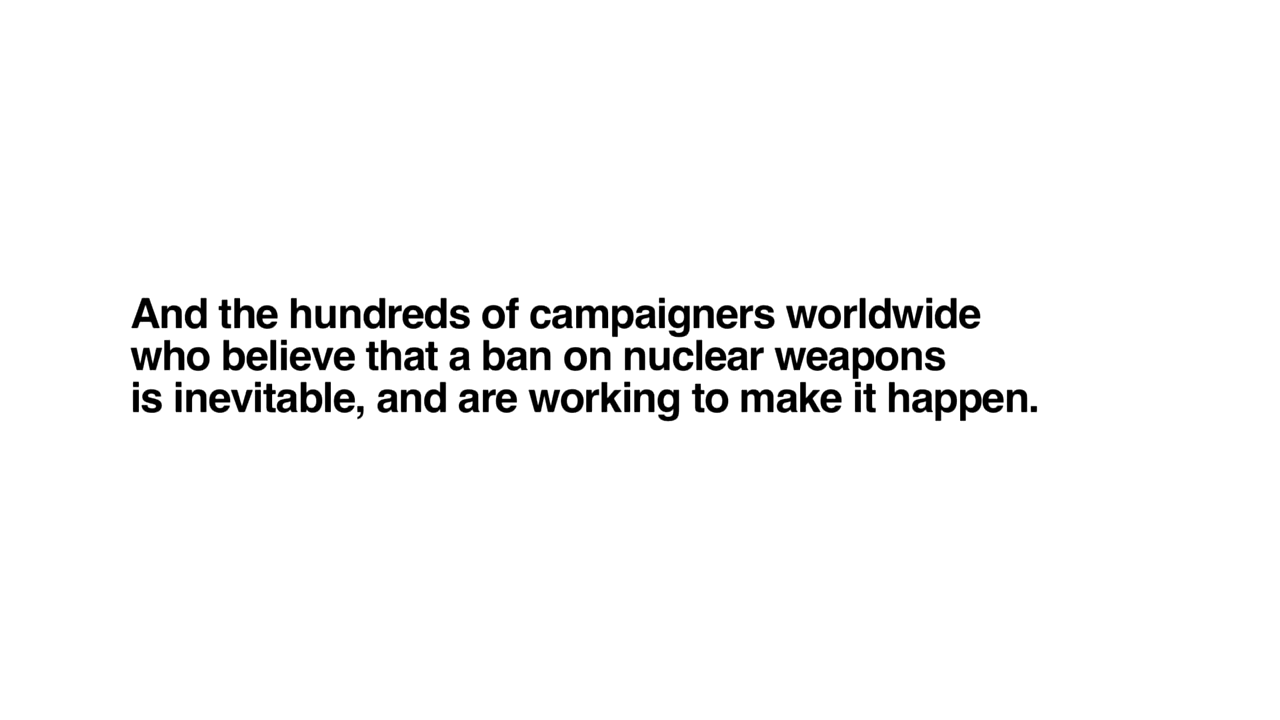 And the hundreds of campaigners worldwide
who believe that a ban on nuclear weapons
is inevitable, and are working to make it happen.